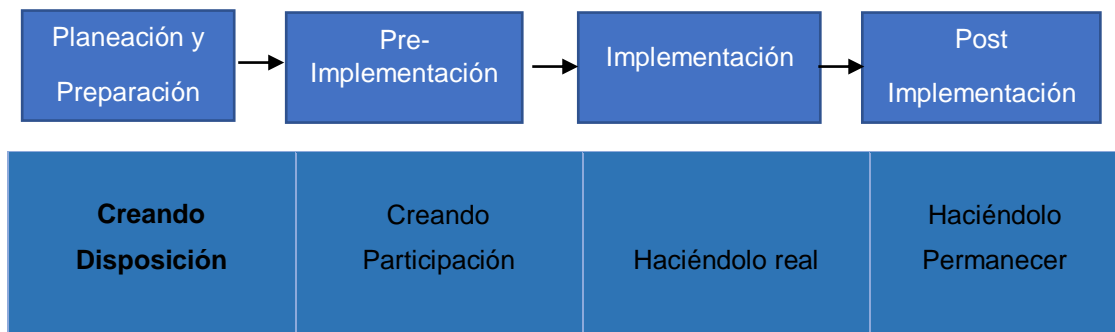 Planeación y
Preparación
Pre-
Implementación
Implementación
Post
Implementación
Creando
Disposición
Creando
Participación
Haciéndolo real
Haciéndolo
Permanecer